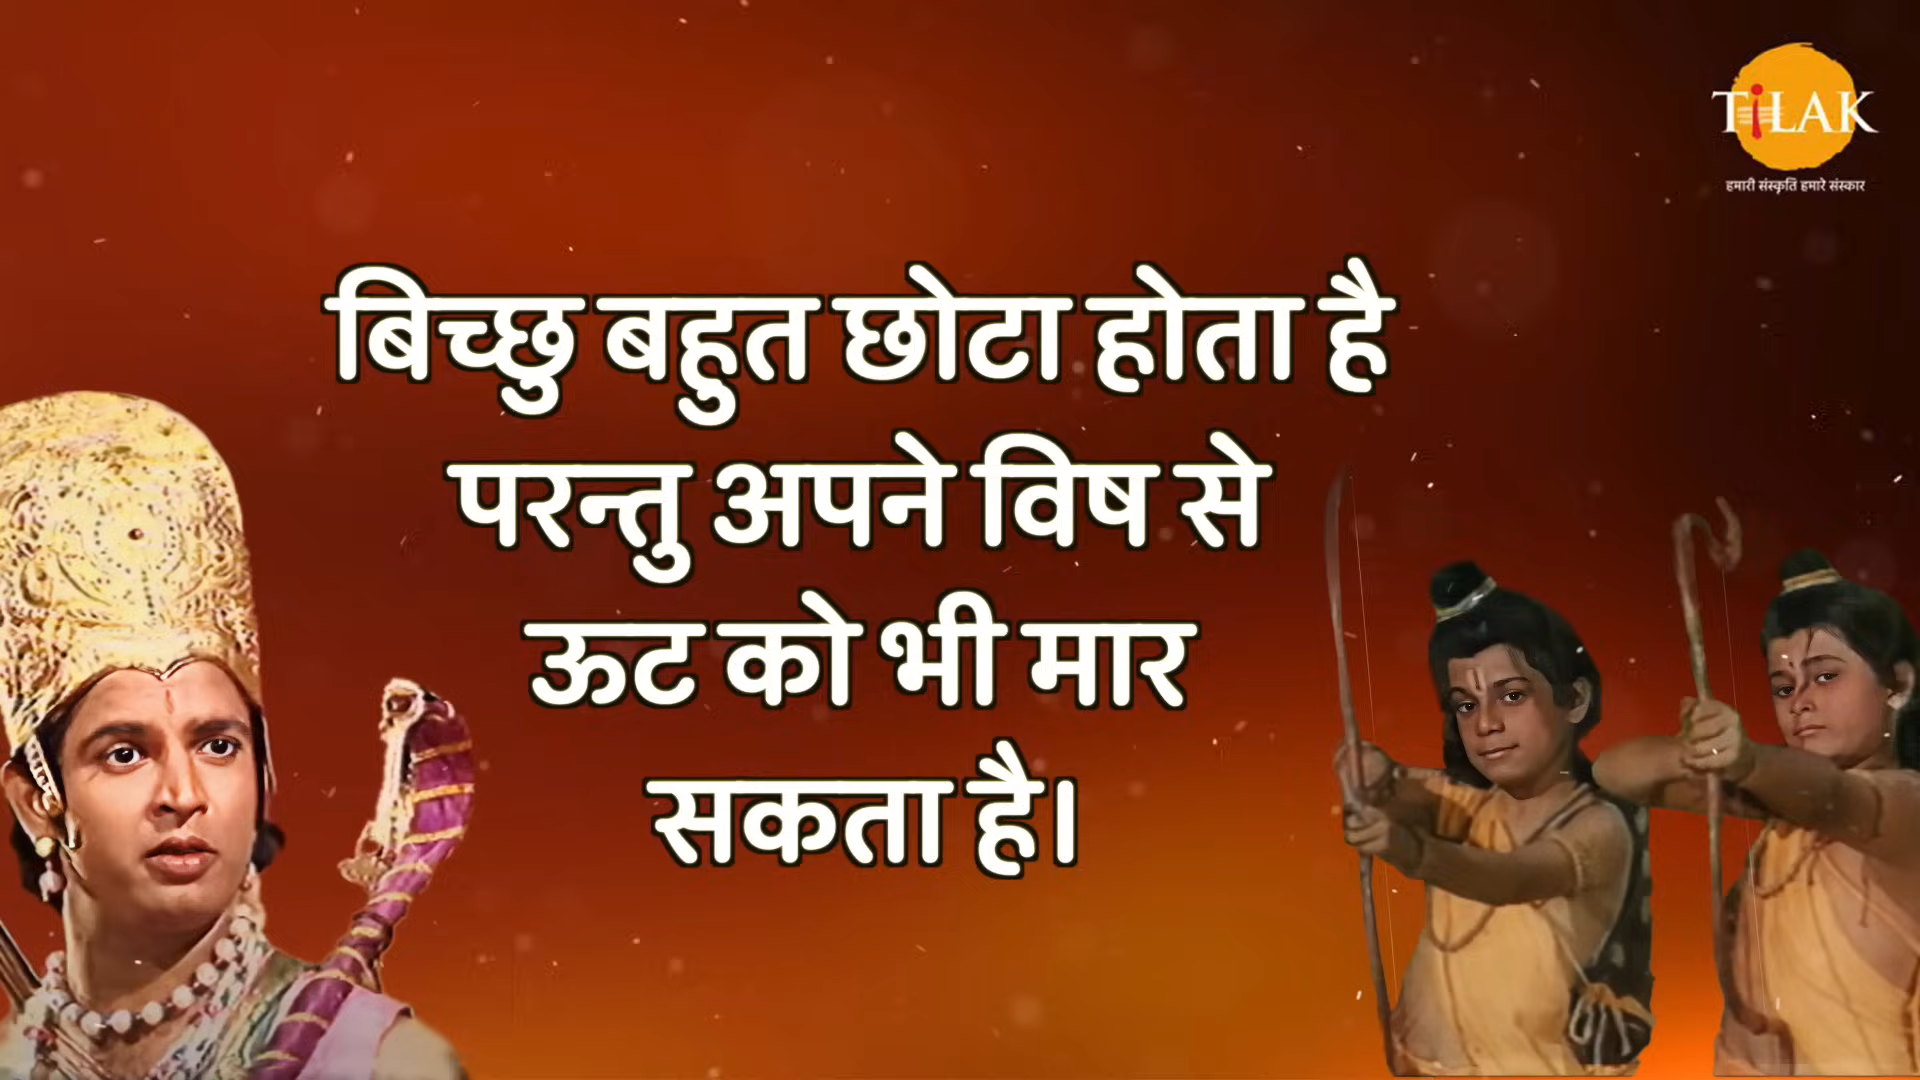 TiLAK
हमारी संस्कृति हमारे संस्कार
बिच्छु बहुत छोटा होता है
परन्तु अपने विष से
ऊट को भी मार
सकता है।